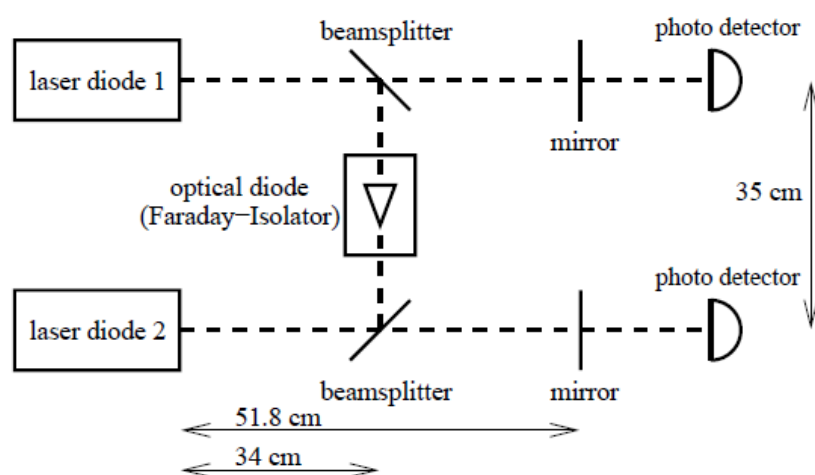 beamsplitter
photo detector
laser diode 1
mirror
optical diode
(Faraday−Isolator)
35 cm
photo detector
laser diode 2
beamsplitter
mirror
51.8 cm
34 cm